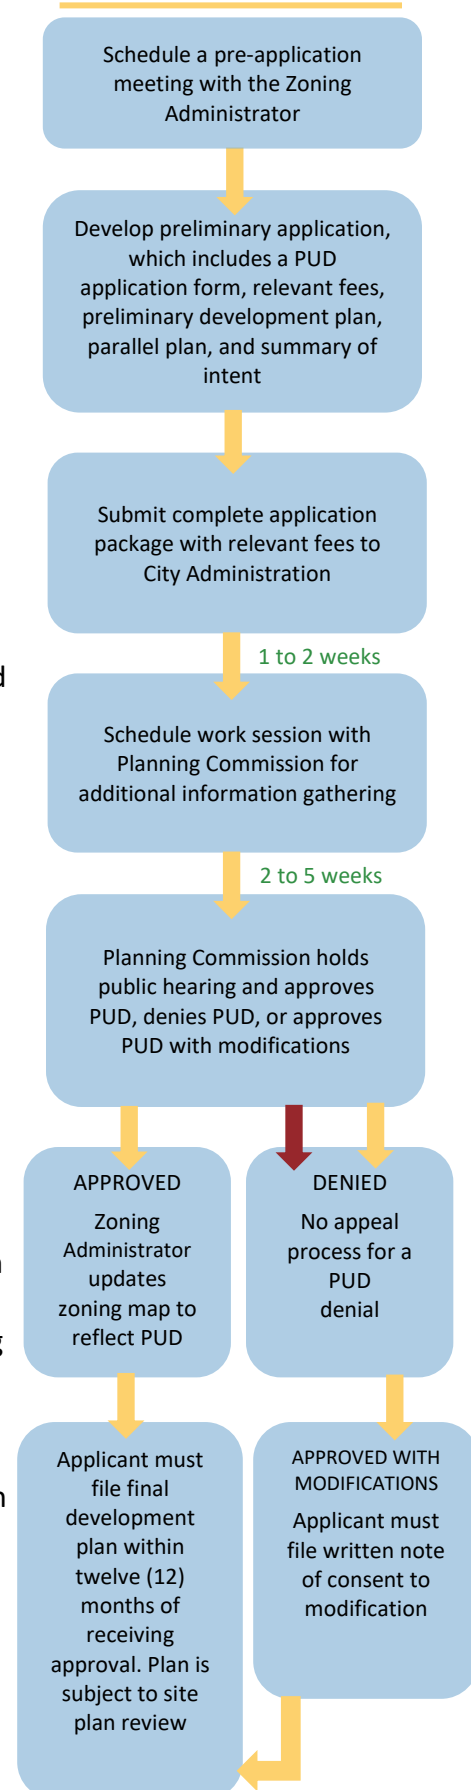 Schedule a pre-application
meeting with the Zoning
Administrator
Develop preliminary application,
which includes a PUD
application form, relevant fees,
preliminary development plan,
parallel plan, and summary of
intent
Submit complete application
package with relevant fees to
City Administration
1 to 2 weeks
Schedule work session with
Planning Commission for
additional information gathering
2 to 5 weeks
Planning Commission holds
public hearing and approves
PUD, denies PUD, or approves
PUD with modifications
APPROVED
Zoning
Administrator
updates
zoning map to
reflect PUD
DENIED
No appeal
process for a
PUD
denial
Applicant must
file final
development
plan within
twelve (12)
months of
receiving
approval. Plan is
subject to site
plan review
APPROVED WITH
MODIFICATIONS
Applicant must
file written note
of consent to
modification